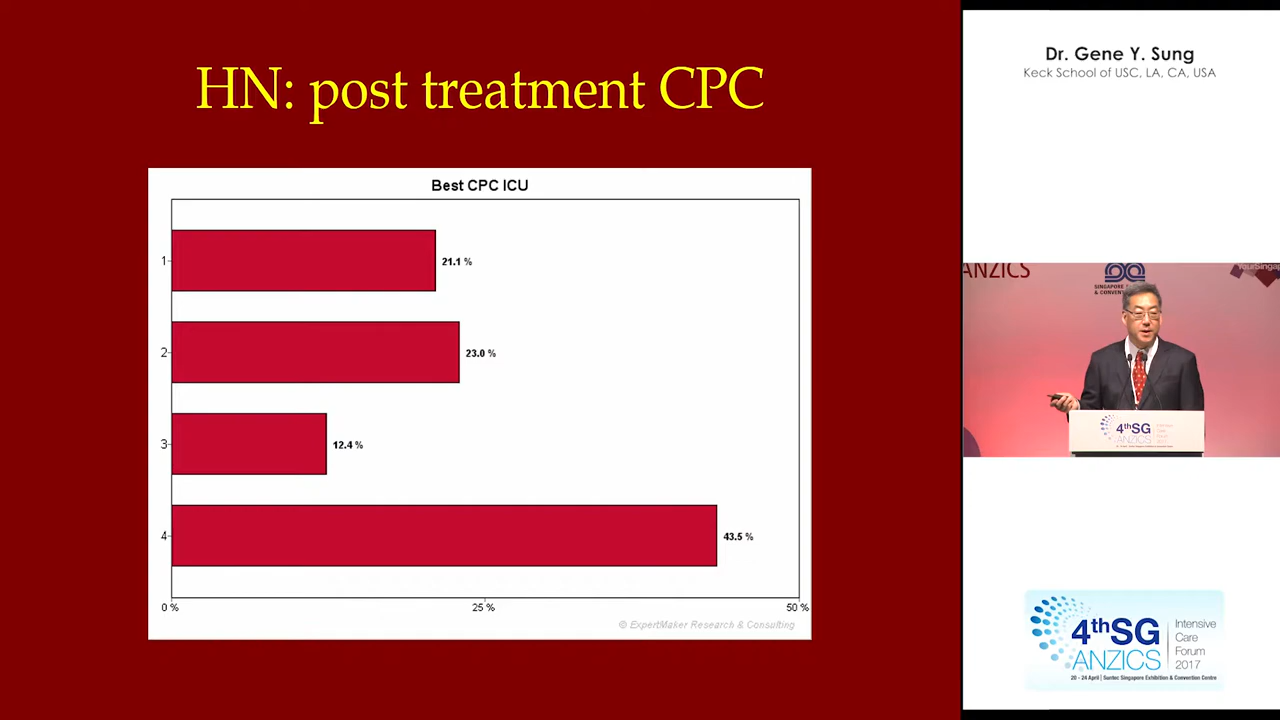 HN: post treatment CPC
Best CPC ICU
1
21.1 %
2
23.0 %
3
12.4 %
4
43.5 %
0 %
25 %
50 %
© ExpertMaker Research & Consulting
Dr. Gene Y. Sung
Keck School of USC, LA, CA, USA
ANZICS
SINGAPORE
& CONVEN
4thSG
ANZICS
4thSG
ANZICS
Intensive
Care
Forum
2017
20 - 24 April | Suntec Singapore Exhibition & Convention Centre